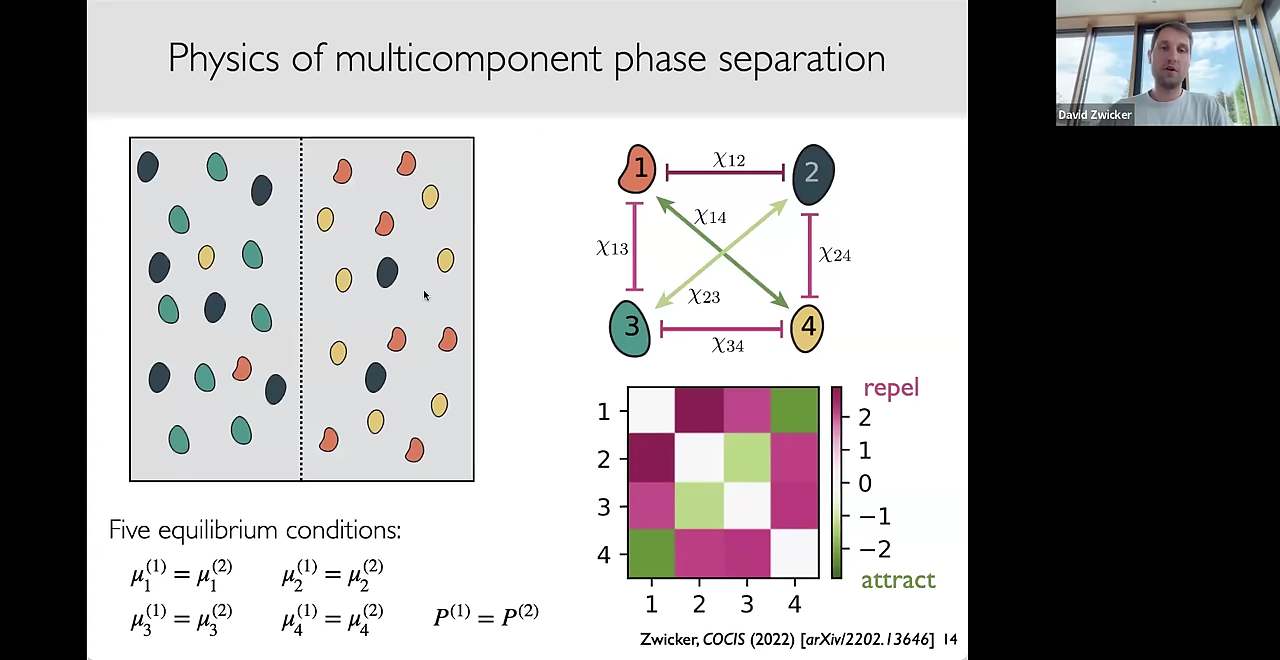 Physics of multicomponent phase separation
David Zwicker
1 χ12 2
χ14
χ13 χ24
χ23
3 χ34 4
repel
1 2
2 1
3 0
4 −1
−2
attract
1 2 3 4
Five equilibrium conditions:
μ₁⁽¹⁾ = μ₁⁽²⁾ μ₂⁽¹⁾ = μ₂⁽²⁾
μ₃⁽¹⁾ = μ₃⁽²⁾ μ₄⁽¹⁾ = μ₄⁽²⁾ P⁽¹⁾ = P⁽²⁾
Zwicker, COCIS (2022) [arXiv/2202.13646] 14